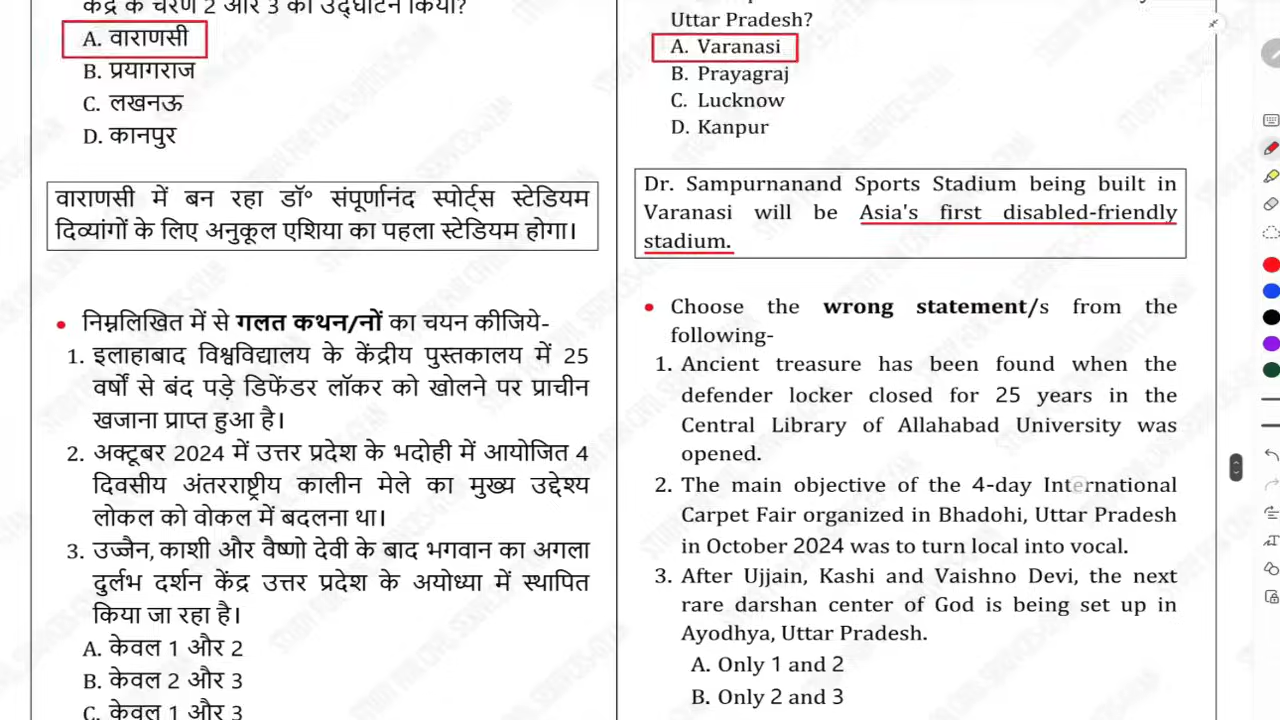 केंद्र के चरण 2 और 3 का उद्घाटन किया?
A. वाराणसी
B. प्रयागराज
C. लखनऊ
D. कानपुर
वाराणसी में बन रहा डॉ° संपूर्णानंद स्पोर्ट्स स्टेडियम
दिव्यांगों के लिए अनुकूल एशिया का पहला स्टेडियम होगा।
• निम्नलिखित में से गलत कथन/नों का चयन कीजिये-
1. इलाहाबाद विश्वविद्यालय के केंद्रीय पुस्तकालय में 25
वर्षों से बंद पड़े डिफेंडर लॉकर को खोलने पर प्राचीन
खजाना प्राप्त हुआ है।
2. अक्टूबर 2024 में उत्तर प्रदेश के भदोही में आयोजित 4
दिवसीय अंतरराष्ट्रीय कालीन मेले का मुख्य उद्देश्य
लोकल को वोकल में बदलना था।
3. उज्जैन, काशी और वैष्णो देवी के बाद भगवान का अगला
दुर्लभ दर्शन केंद्र उत्तर प्रदेश के अयोध्या में स्थापित
किया जा रहा है।
A. केवल 1 और 2
B. केवल 2 और 3
C. केवल 1 और 3
Uttar Pradesh?
A. Varanasi
B. Prayagraj
C. Lucknow
D. Kanpur
Dr. Sampurnanand Sports Stadium being built in
Varanasi will be Asia's first disabled-friendly
stadium.
• Choose the wrong statement/s from the
following-
1. Ancient treasure has been found when the
defender locker closed for 25 years in the
Central Library of Allahabad University was
opened.
2. The main objective of the 4-day International
Carpet Fair organized in Bhadohi, Uttar Pradesh
in October 2024 was to turn local into vocal.
3. After Ujjain, Kashi and Vaishno Devi, the next
rare darshan center of God is being set up in
Ayodhya, Uttar Pradesh.
A. Only 1 and 2
B. Only 2 and 3